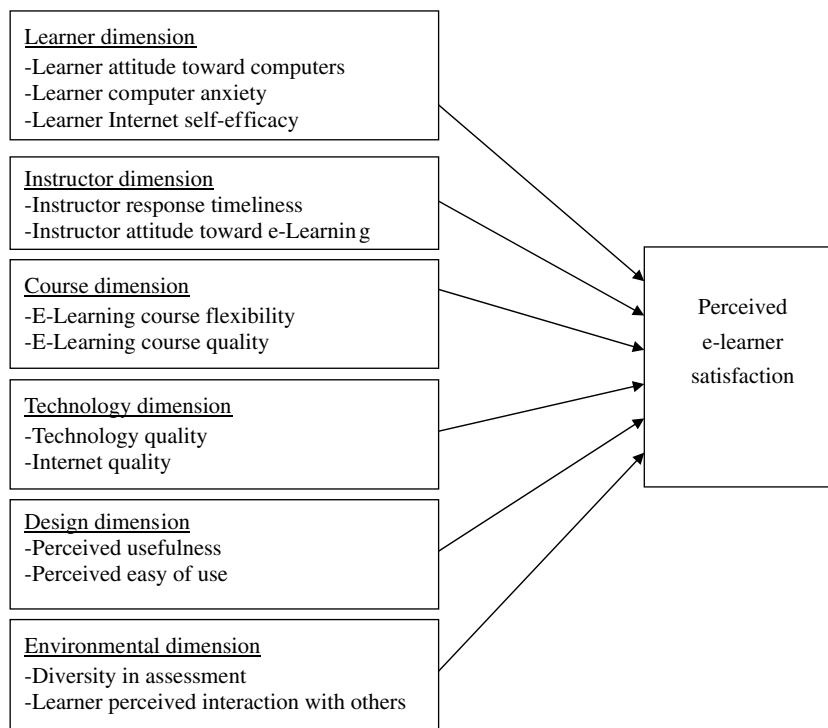 Learner dimension
-Learner attitude toward computers
-Learner computer anxiety
-Learner Internet self-efficacy
Instructor dimension
-Instructor response timeliness
-Instructor attitude toward e-Learning
Course dimension
-E-Learning course flexibility
-E-Learning course quality
Technology dimension
-Technology quality
-Internet quality
Design dimension
-Perceived usefulness
-Perceived easy of use
Environmental dimension
-Diversity in assessment
-Learner perceived interaction with others
Perceived
e-learner
satisfaction